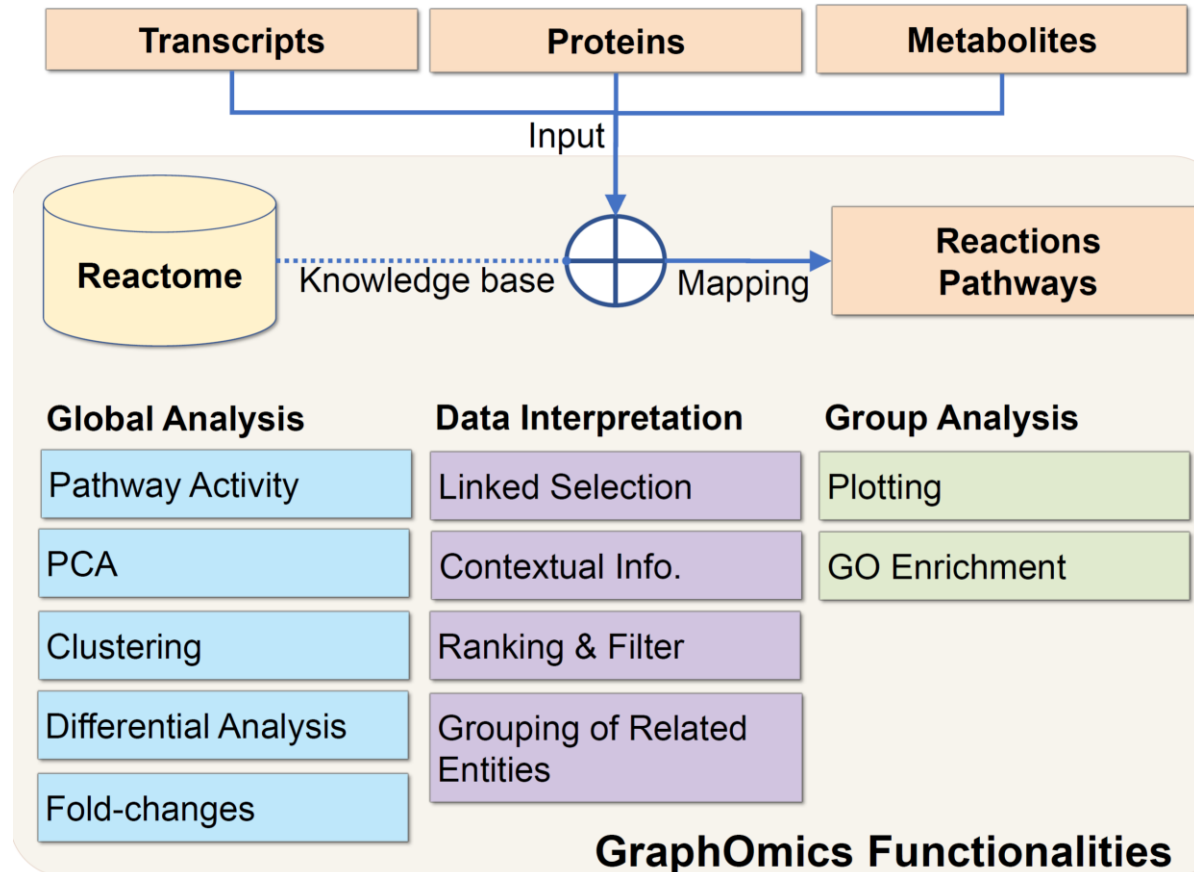 Transcripts
Proteins
Metabolites
Input
Reactome
Knowledge base
Mapping
Reactions
Pathways
Global Analysis
Pathway Activity
PCA
Clustering
Differential Analysis
Fold-changes
Data Interpretation
Linked Selection
Contextual Info.
Ranking & Filter
Grouping of Related
Entities
Group Analysis
Plotting
GO Enrichment
GraphOmics Functionalities